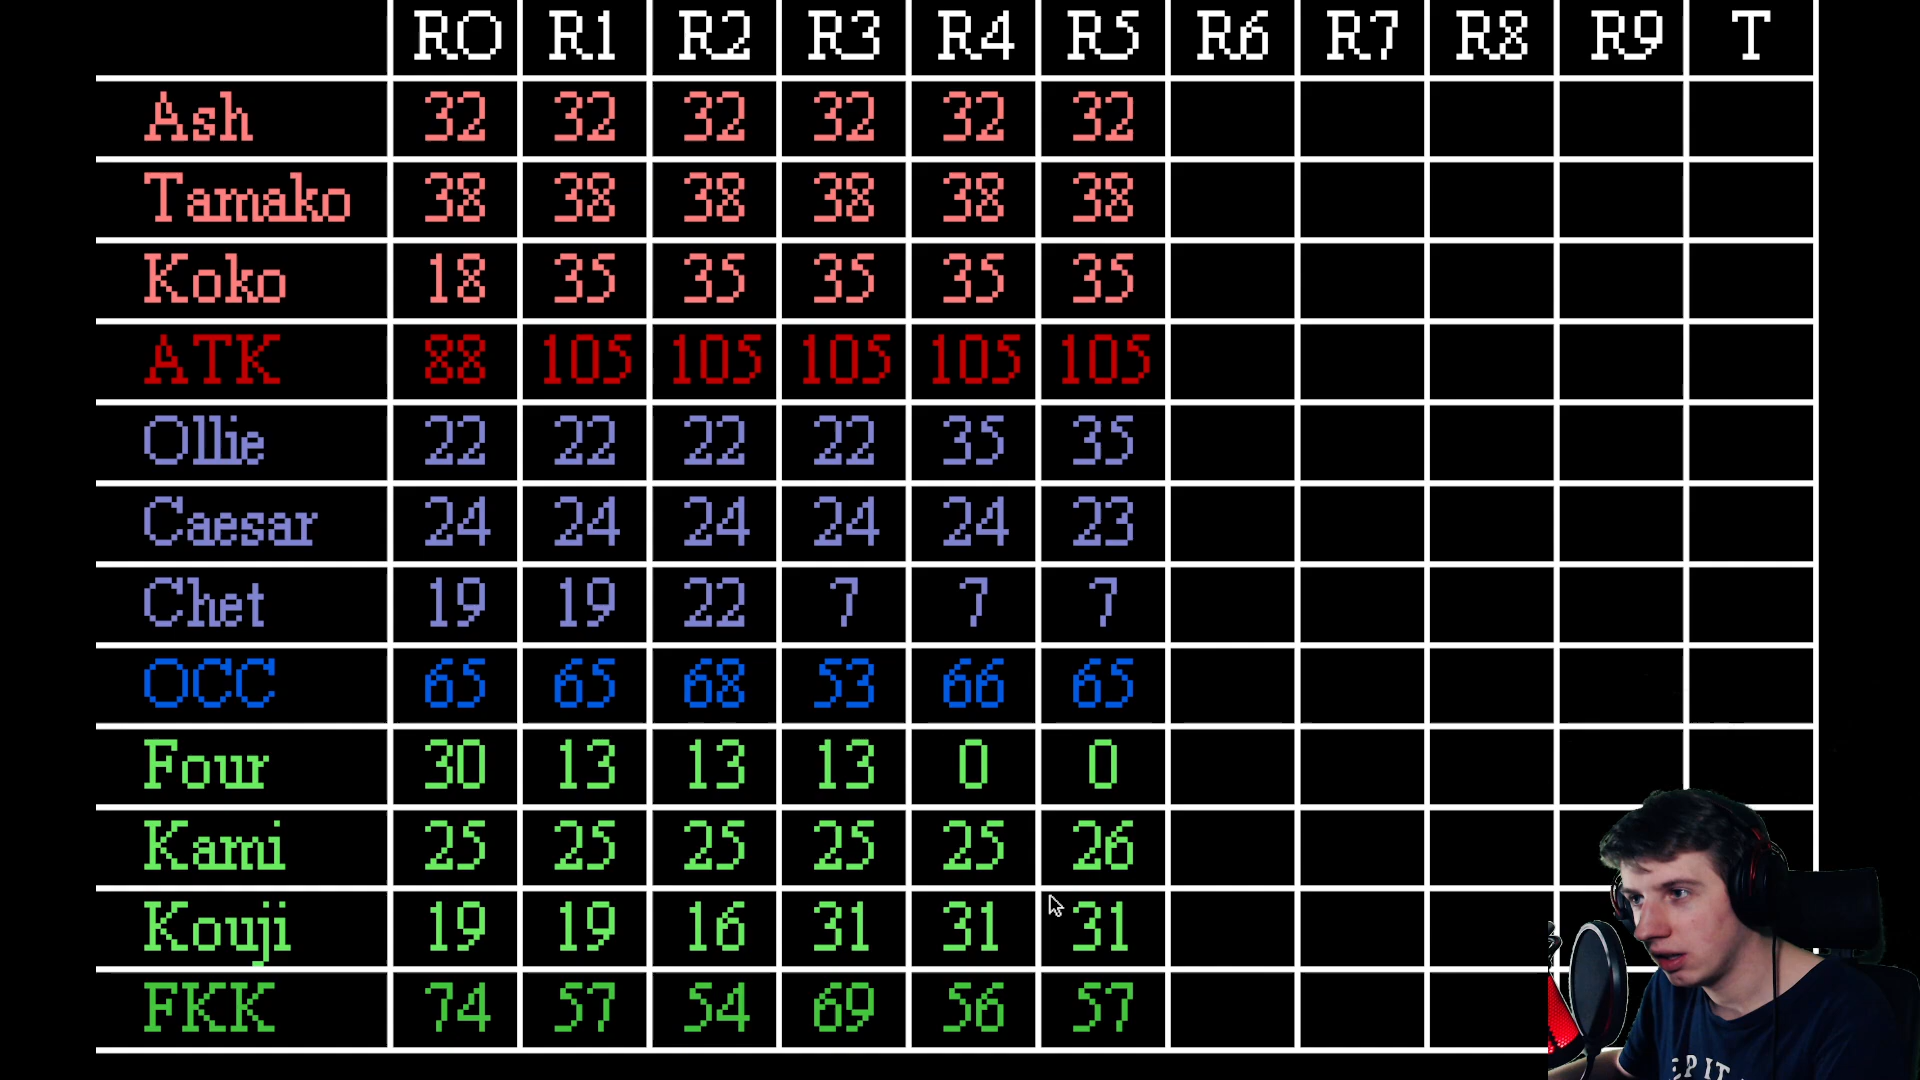 R0 R1 R2 R3 R4 R5 R6 R7 R8 R9 T
Ash 32 32 32 32 32 32
Tamako 38 38 38 38 38 38
Koko 18 35 35 35 35 35
ATK 88 105 105 105 105 105
Ollie 22 22 22 22 35 35
Caesar 24 24 24 24 24 23
Chet 19 19 22 7 7 7
OCC 65 65 68 53 66 65
Four 30 13 13 13 0 0
Kami 25 25 25 25 25 26
Kouji 19 19 16 31 31 31
FKK 74 57 54 69 56 57